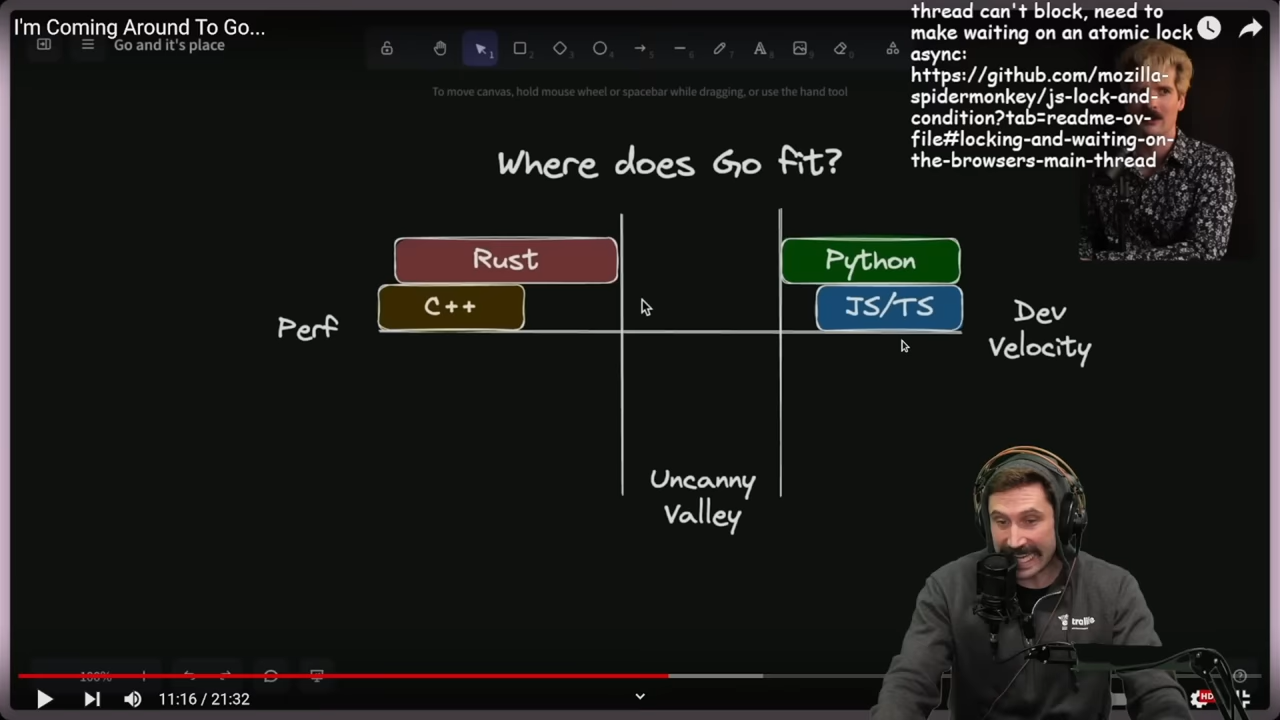 I'm Coming Around To Go...
Go and it's place
To move canvas, hold mouse wheel or spacebar while dragging, or use the hand tool
thread can't block, need to
make waiting on an atomic lock
async:
https://github.com/mozilla-
spidermonkey/js-lock-and-
condition?tab=readme-ov-
file#locking-and-waiting-on-
the-browsers-main-thread
Where does Go fit?
Rust
Python
C++
JS/TS
Perf
Dev
Velocity
Uncanny
Valley
100%
11:16 / 21:32
HD